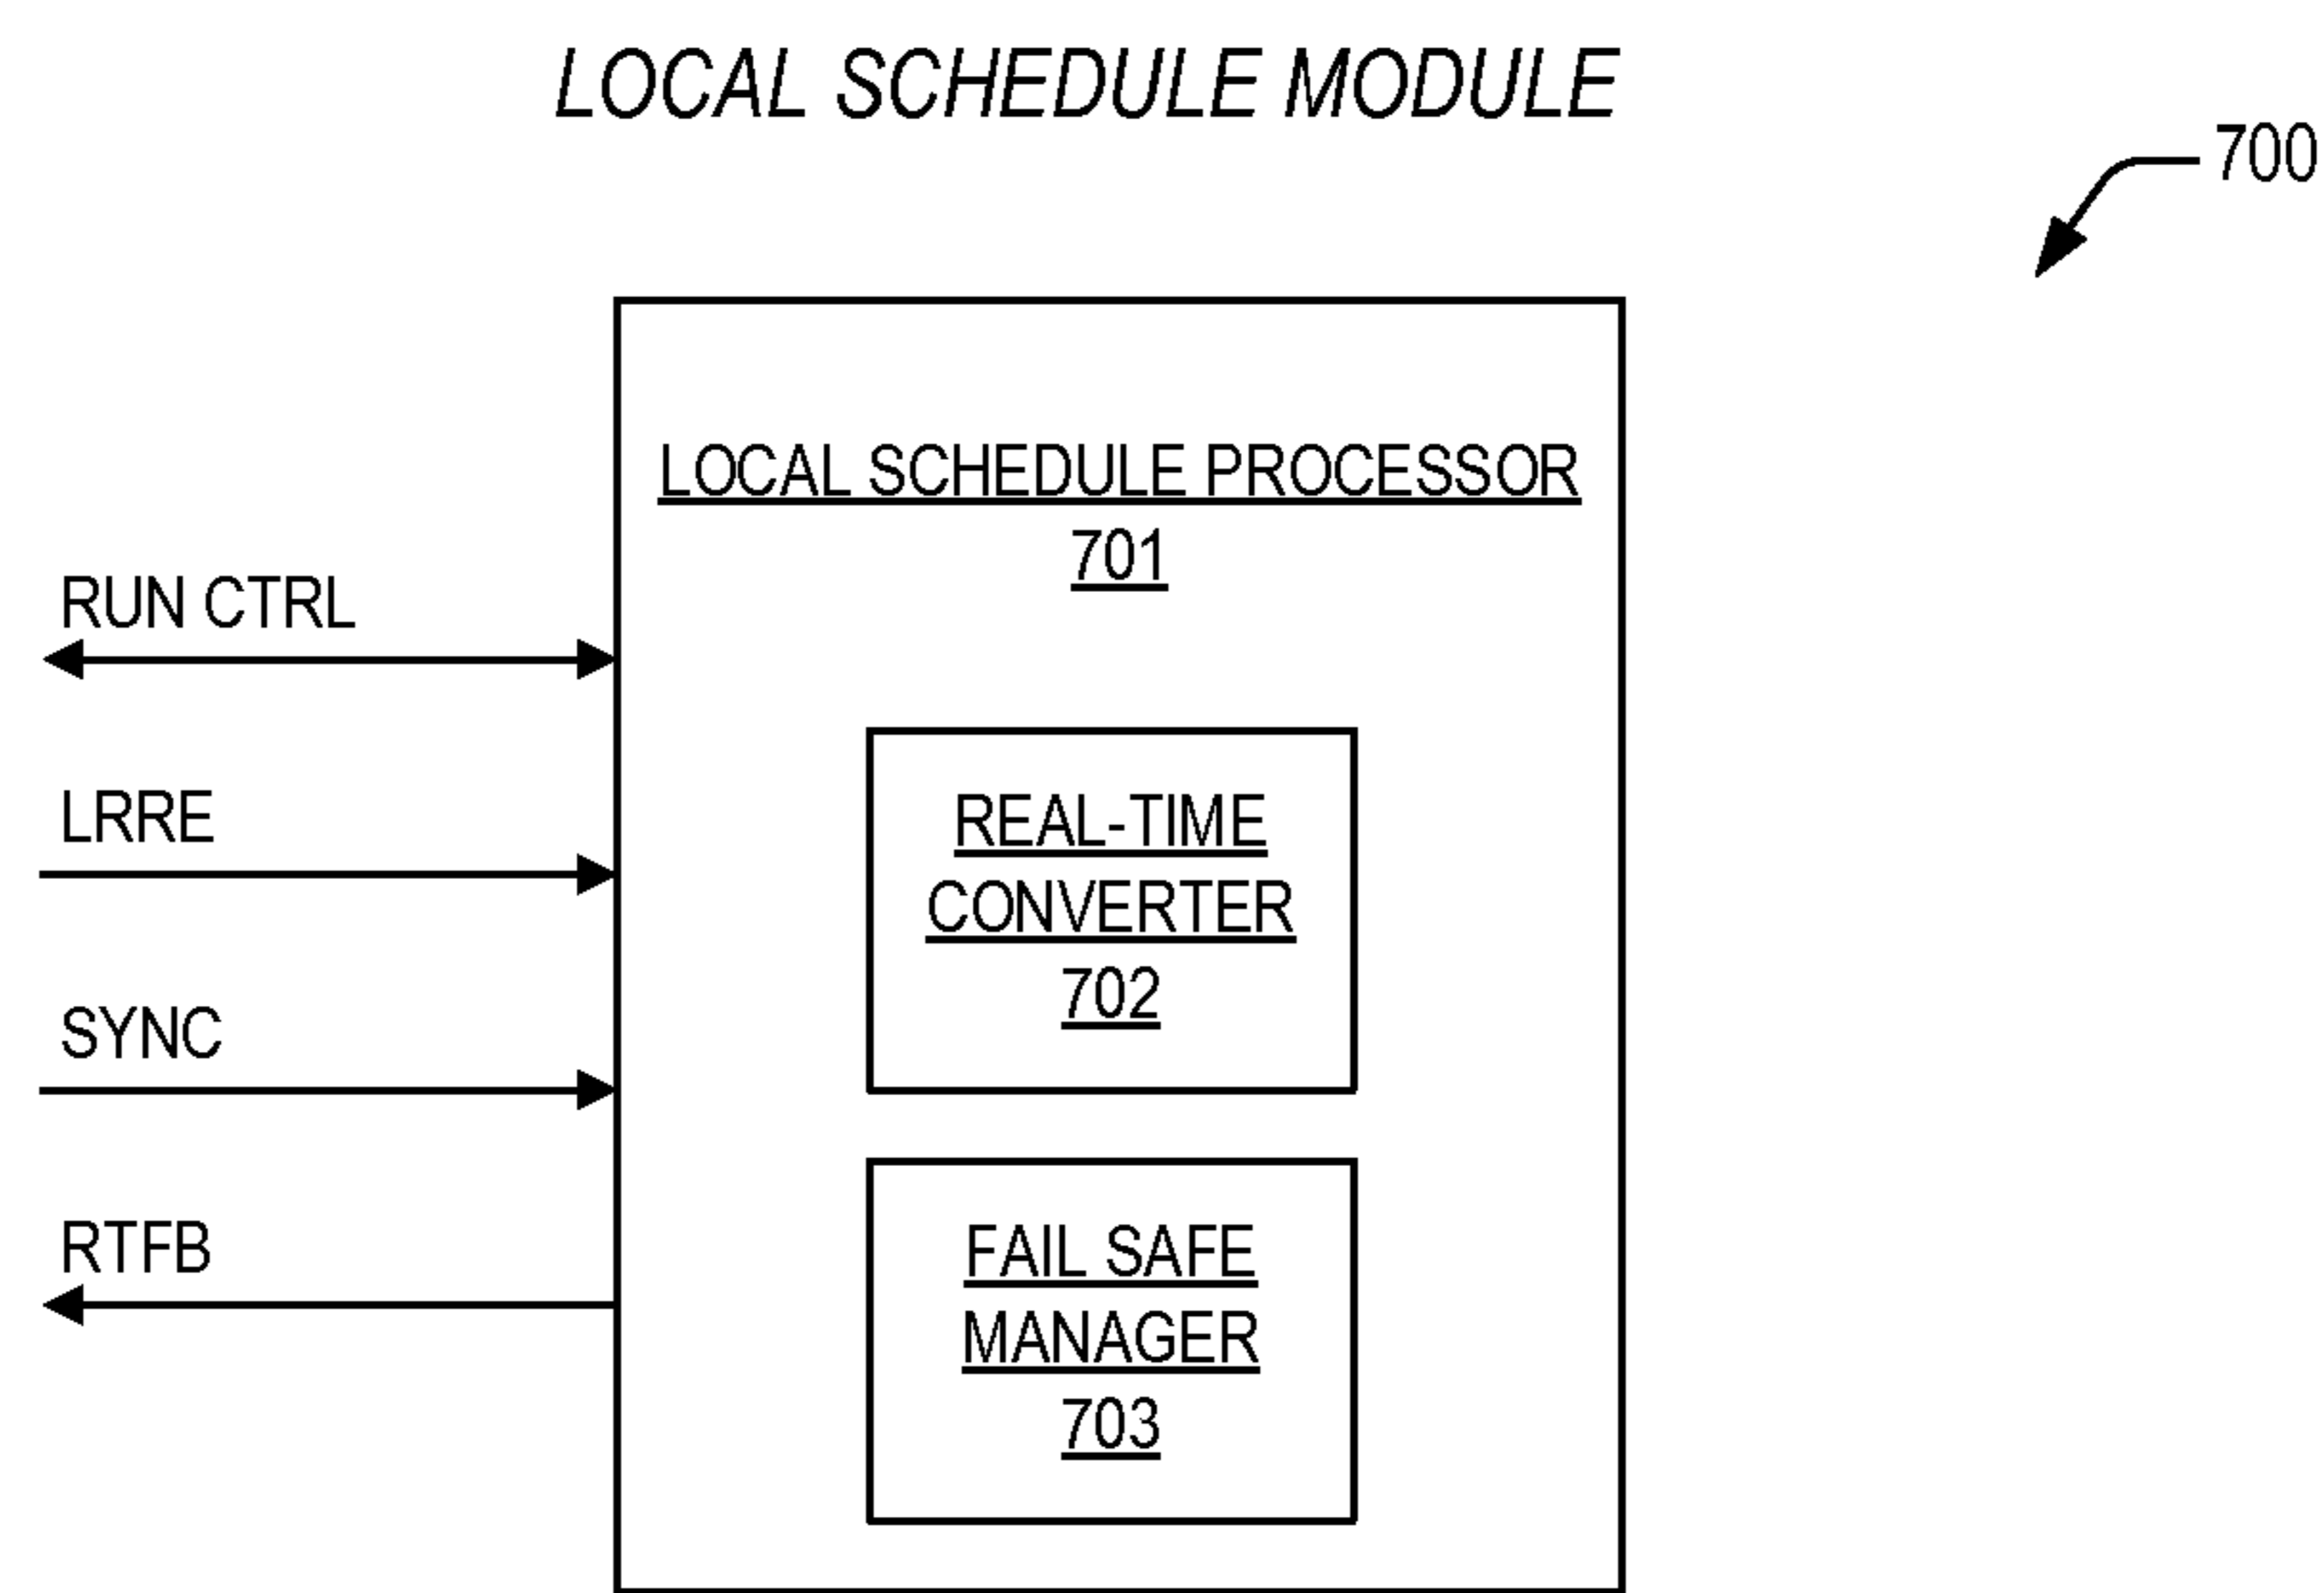 LOCAL SCHEDULE MODULE
700
LOCAL SCHEDULE PROCESSOR
701
RUN CTRL
LRRE
SYNC
RTFB
REAL-TIME
CONVERTER
702
FAIL SAFE
MANAGER
703